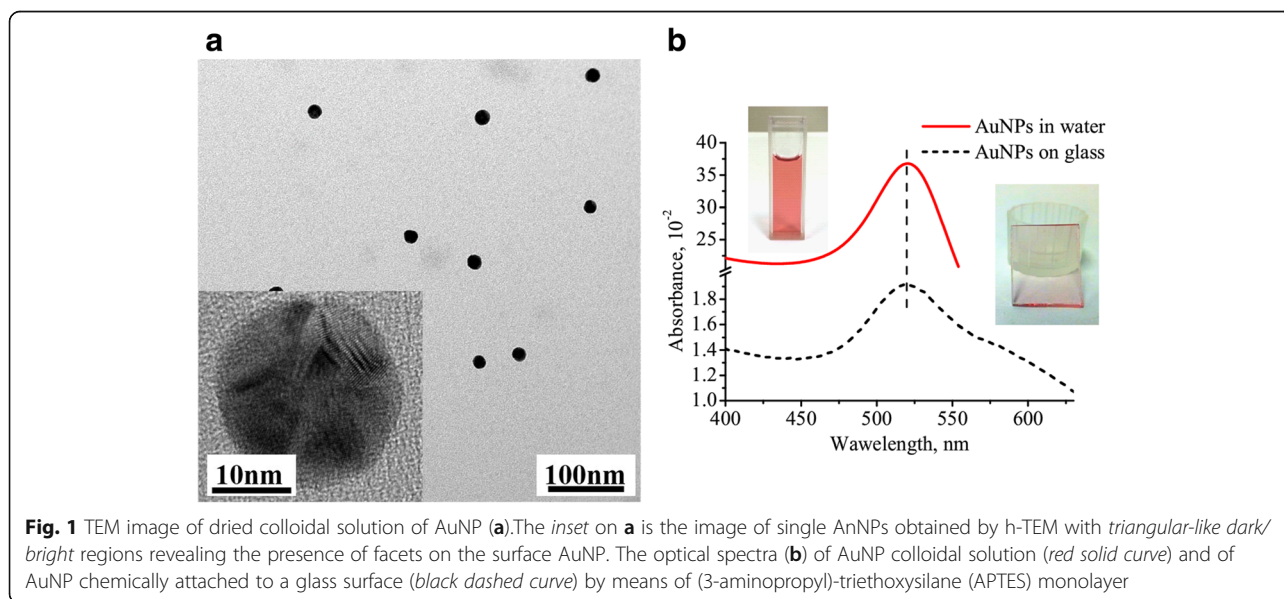 a
10nm
100nm
b
AuNPs in water
AuNPs on glass
40
35
30
25
1.8
1.6
1.4
1.2
1.0
Absorbance, 10⁻²
400
450
500
550
600
Wawelength, nm
Fig. 1 TEM image of dried colloidal solution of AuNP (a).The inset on a is the image of single AnNPs obtained by h-TEM with triangular-like dark/
bright regions revealing the presence of facets on the surface AuNP. The optical spectra (b) of AuNP colloidal solution (red solid curve) and of
AuNP chemically attached to a glass surface (black dashed curve) by means of (3-aminopropyl)-triethoxysilane (APTES) monolayer